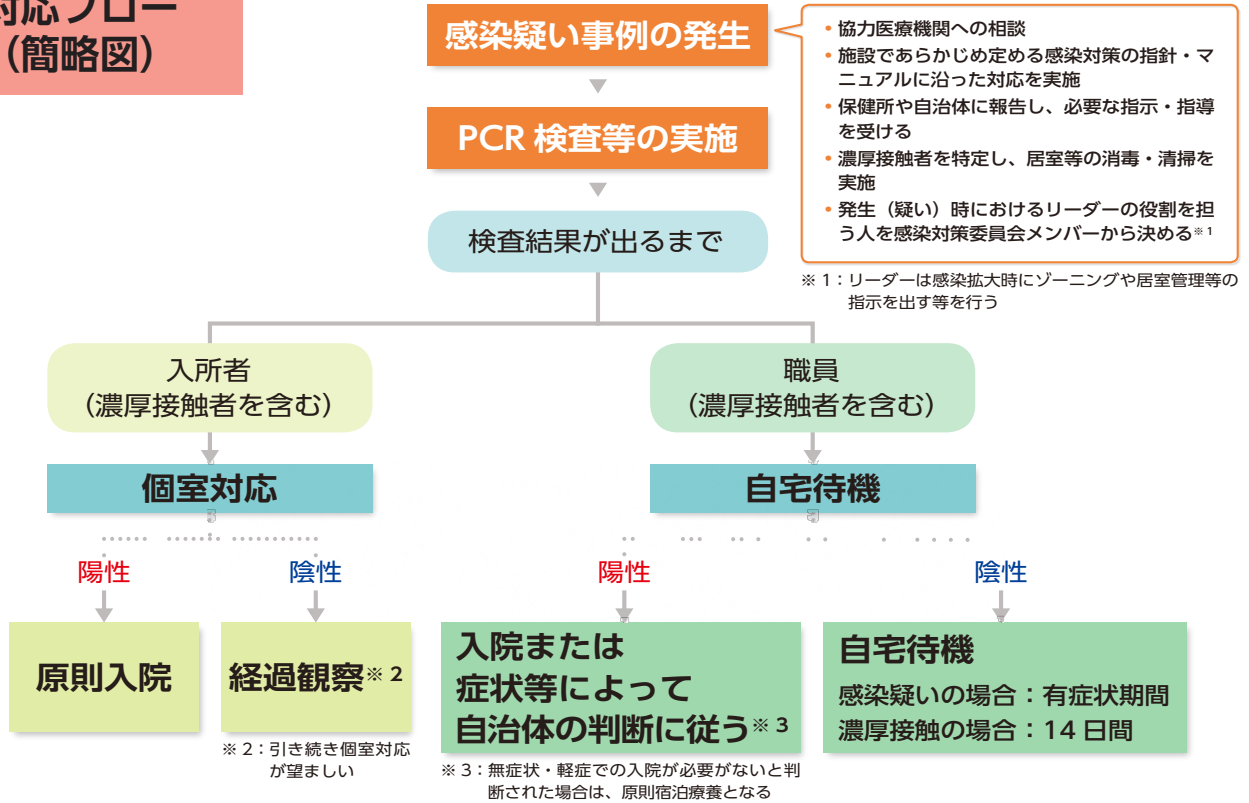 対応フロー
（簡略図）
感染疑い事例の発生
• 協力医療機関への相談
• 施設であらかじめ定める感染対策の指針・マ
ニュアルに沿った対応を実施
• 保健所や自治体に報告し、必要な指示・指導
を受ける
• 濃厚接触者を特定し、居室等の消毒・清掃を
実施
• 発生（疑い）時におけるリーダーの役割を担
う人を感染対策委員会メンバーから決める※1
※ 1：リーダーは感染拡大時にゾーニングや居室管理等の
指示を出す等を行う
PCR 検査等の実施
検査結果が出るまで
入所者
（濃厚接触者を含む）
個室対応
陽性
原則入院
陰性
経過観察※ 2
※ 2：引き続き個室対応
が望ましい
職員
（濃厚接触者を含む）
自宅待機
陽性
入院または
症状等によって
自治体の判断に従う※ 3
※ 3：無症状・軽症での入院が必要がないと判
断された場合は、原則宿泊療養となる
陰性
自宅待機
感染疑いの場合：有症状期間
濃厚接触の場合：14 日間